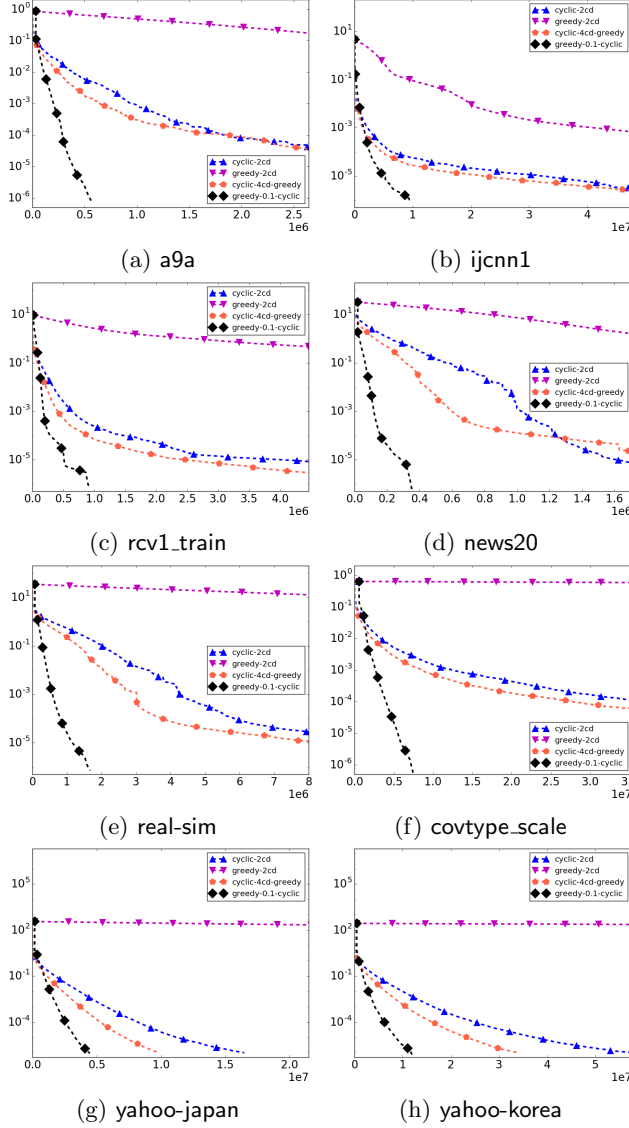 10^0
10^-1
10^-2
10^-3
10^-4
10^-5
10^-6
cyclic-2cd
greedy-2cd
cyclic-4cd-greedy
greedy-0.1-cyclic
0.0 0.5 1.0 1.5 2.0 2.5
1e6
(a) a9a
10^1
10^-1
10^-3
10^-5
cyclic-2cd
greedy-2cd
cyclic-4cd-greedy
greedy-0.1-cyclic
0 1 2 3 4
1e7
(b) ijcnn1
10^1
10^-1
10^-3
10^-5
cyclic-2cd
greedy-2cd
cyclic-4cd-greedy
greedy-0.1-cyclic
0.0 0.5 1.0 1.5 2.0 2.5 3.0 3.5 4.0
1e6
(c) rcv1_train
10^1
10^-1
10^-3
10^-5
cyclic-2cd
greedy-2cd
cyclic-4cd-greedy
greedy-0.1-cyclic
0.0 0.2 0.4 0.6 0.8 1.0 1.2 1.4 1.6
1e6
(d) news20
10^1
10^-1
10^-3
10^-5
cyclic-2cd
greedy-2cd
cyclic-4cd-greedy
greedy-0.1-cyclic
0 1 2 3 4 5 6 7 8
1e6
(e) real-sim
10^0
10^-1
10^-2
10^-3
10^-4
10^-5
10^-6
cyclic-2cd
greedy-2cd
cyclic-4cd-greedy
greedy-0.1-cyclic
0.0 0.5 1.0 1.5 2.0 2.5 3.0 3.5
1e7
(f) covtype_scale
10^5
10^2
10^-1
10^-4
cyclic-2cd
greedy-2cd
cyclic-4cd-greedy
greedy-0.1-cyclic
0.0 0.5 1.0 1.5 2.0
1e7
(g) yahoo-japan
10^5
10^2
10^-1
10^-4
cyclic-2cd
greedy-2cd
cyclic-4cd-greedy
greedy-0.1-cyclic
0 1 2 3 4 5
1e7
(h) yahoo-korea